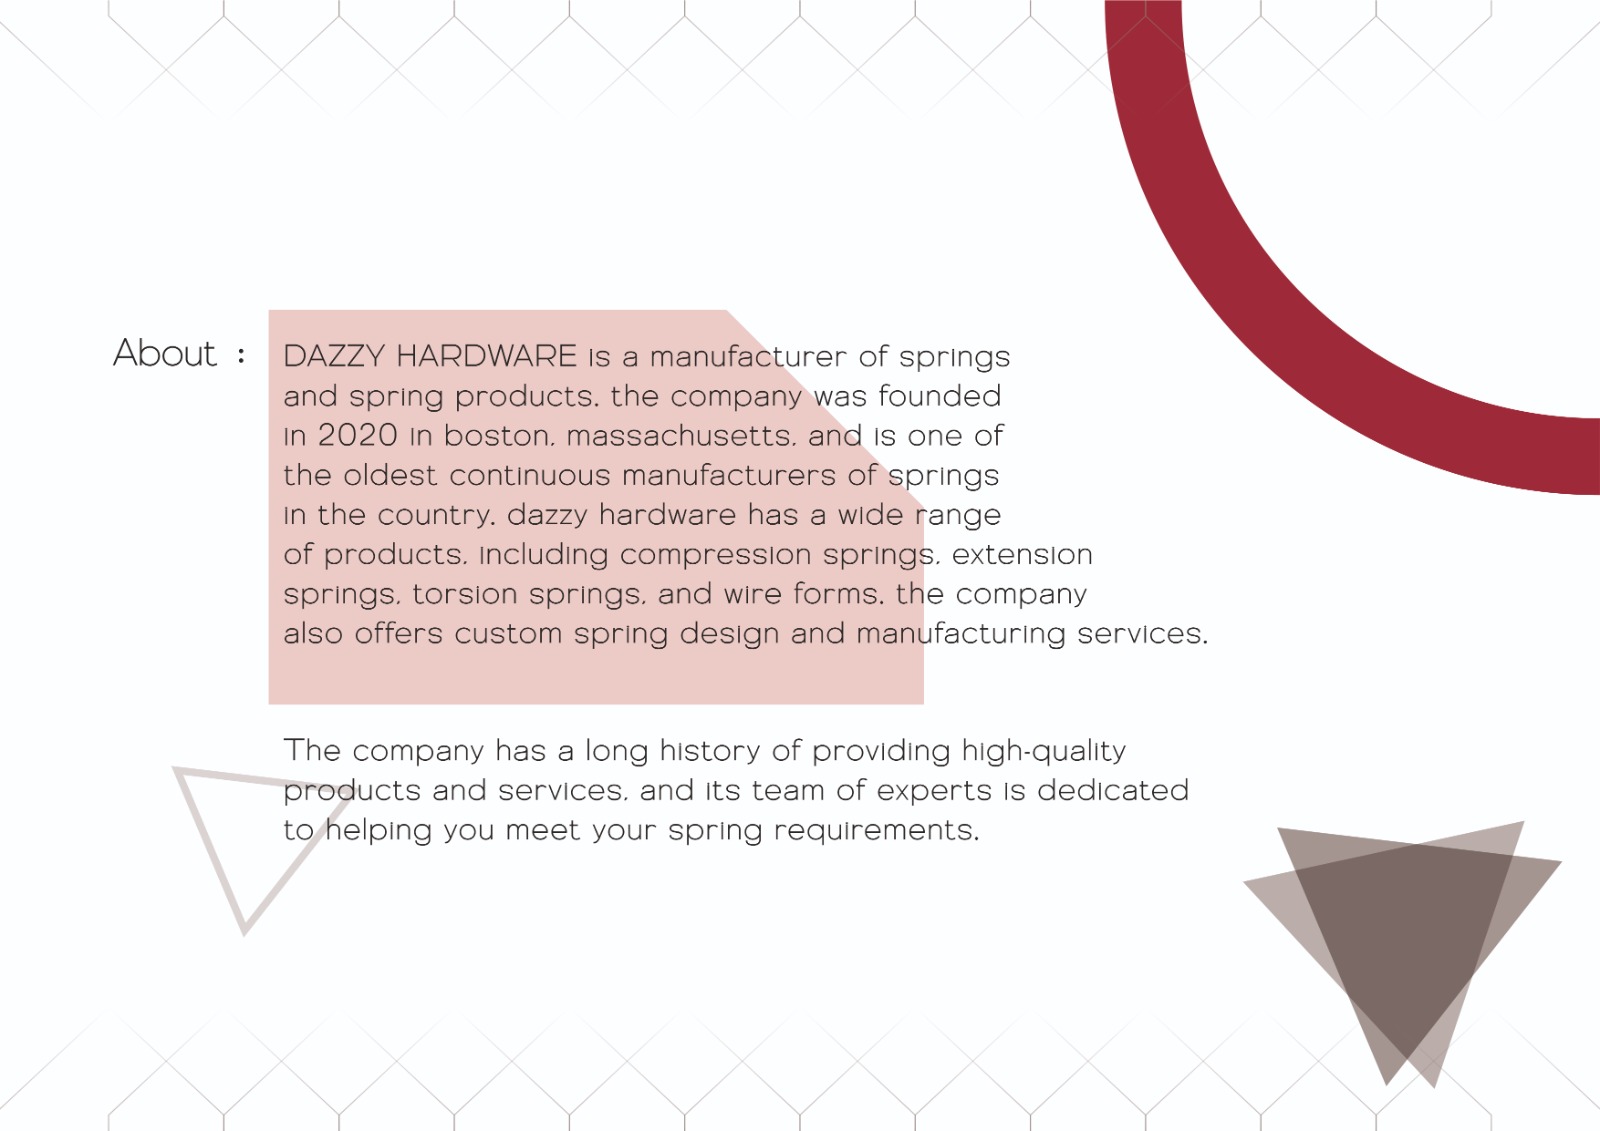 About : DAZZY HARDWARE is a manufacturer of springs
and spring products. the company was founded
in 2020 in boston, massachusetts, and is one of
the oldest continuous manufacturers of springs
in the country. dazzy hardware has a wide range
of products, including compression springs, extension
springs, torsion springs, and wire forms. the company
also offers custom spring design and manufacturing services.
The company has a long history of providing high-quality
products and services, and its team of experts is dedicated
to helping you meet your spring requirements.